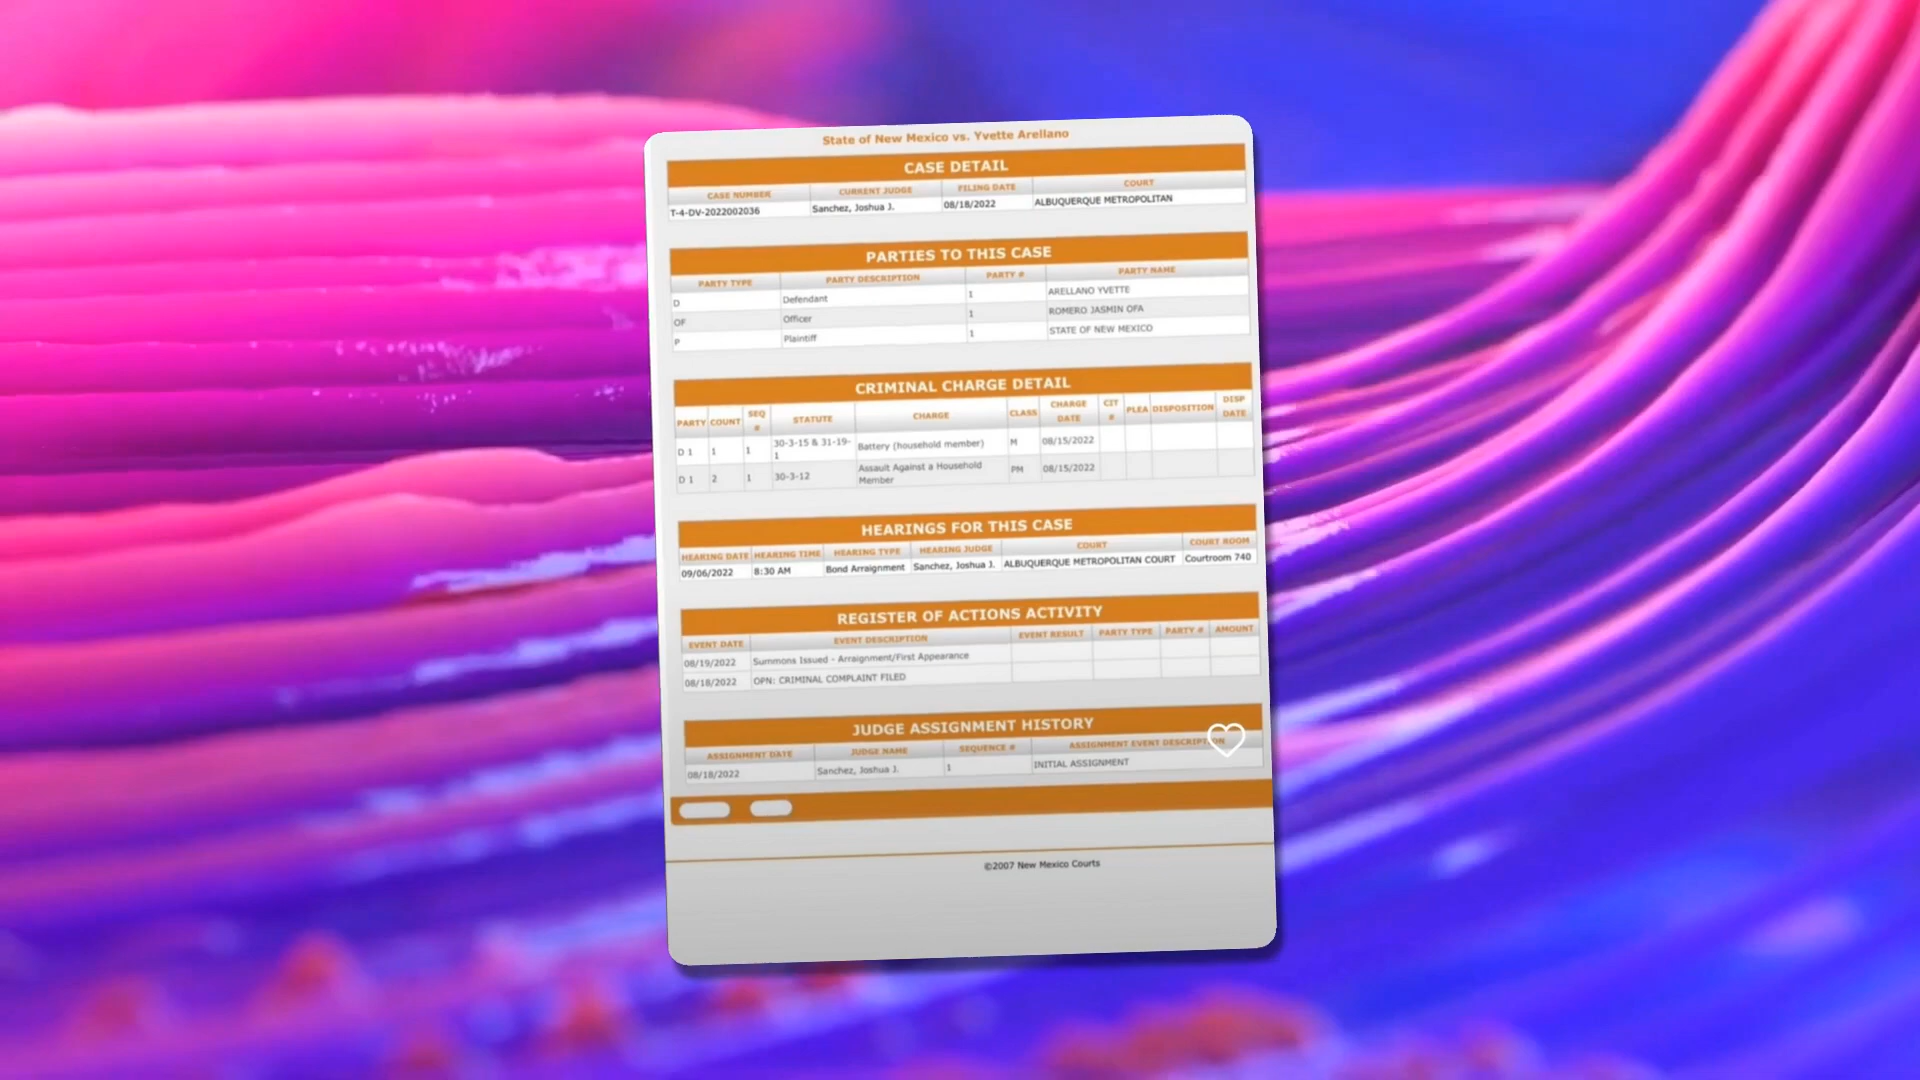 State of New Mexico vs. Yvette Arellano
CASE DETAIL
CASE NUMBER CURRENT JUDGE FILING DATE COURT
T-4-DV-2022002036 Sanchez, Joshua J. 08/18/2022 ALBUQUERQUE METROPOLITAN
PARTIES TO THIS CASE
PARTY TYPE PARTY DESCRIPTION PARTY # PARTY NAME
D Defendant 1 ARELLANO YVETTE
OF Officer 1 ROMERO JASMIN OFA
P Plaintiff 1 STATE OF NEW MEXICO
CRIMINAL CHARGE DETAIL
PARTY COUNT SEQ # STATUTE CHARGE CLASS CHARGE DATE CIT # PLEA DISPOSITION DISP DATE
D 1 1 1 30-3-15 & 31-19-1 Battery (household member) M 08/15/2022
D 1 2 1 30-3-12 Assault Against a Household Member PM 08/15/2022
HEARINGS FOR THIS CASE
HEARING DATE HEARING TIME HEARING TYPE HEARING JUDGE COURT COURT ROOM
09/06/2022 8:30 AM Bond Arraignment Sanchez, Joshua J. ALBUQUERQUE METROPOLITAN COURT Courtroom 740
REGISTER OF ACTIONS ACTIVITY
EVENT DATE EVENT DESCRIPTION EVENT RESULT PARTY TYPE PARTY # AMOUNT
08/19/2022 Summons Issued - Arraignment/First Appearance
08/18/2022 OPN: CRIMINAL COMPLAINT FILED
JUDGE ASSIGNMENT HISTORY
ASSIGNMENT DATE JUDGE NAME SEQUENCE # ASSIGNMENT EVENT DESCRIPTION
08/18/2022 Sanchez, Joshua J. 1 INITIAL ASSIGNMENT
©2007 New Mexico Courts